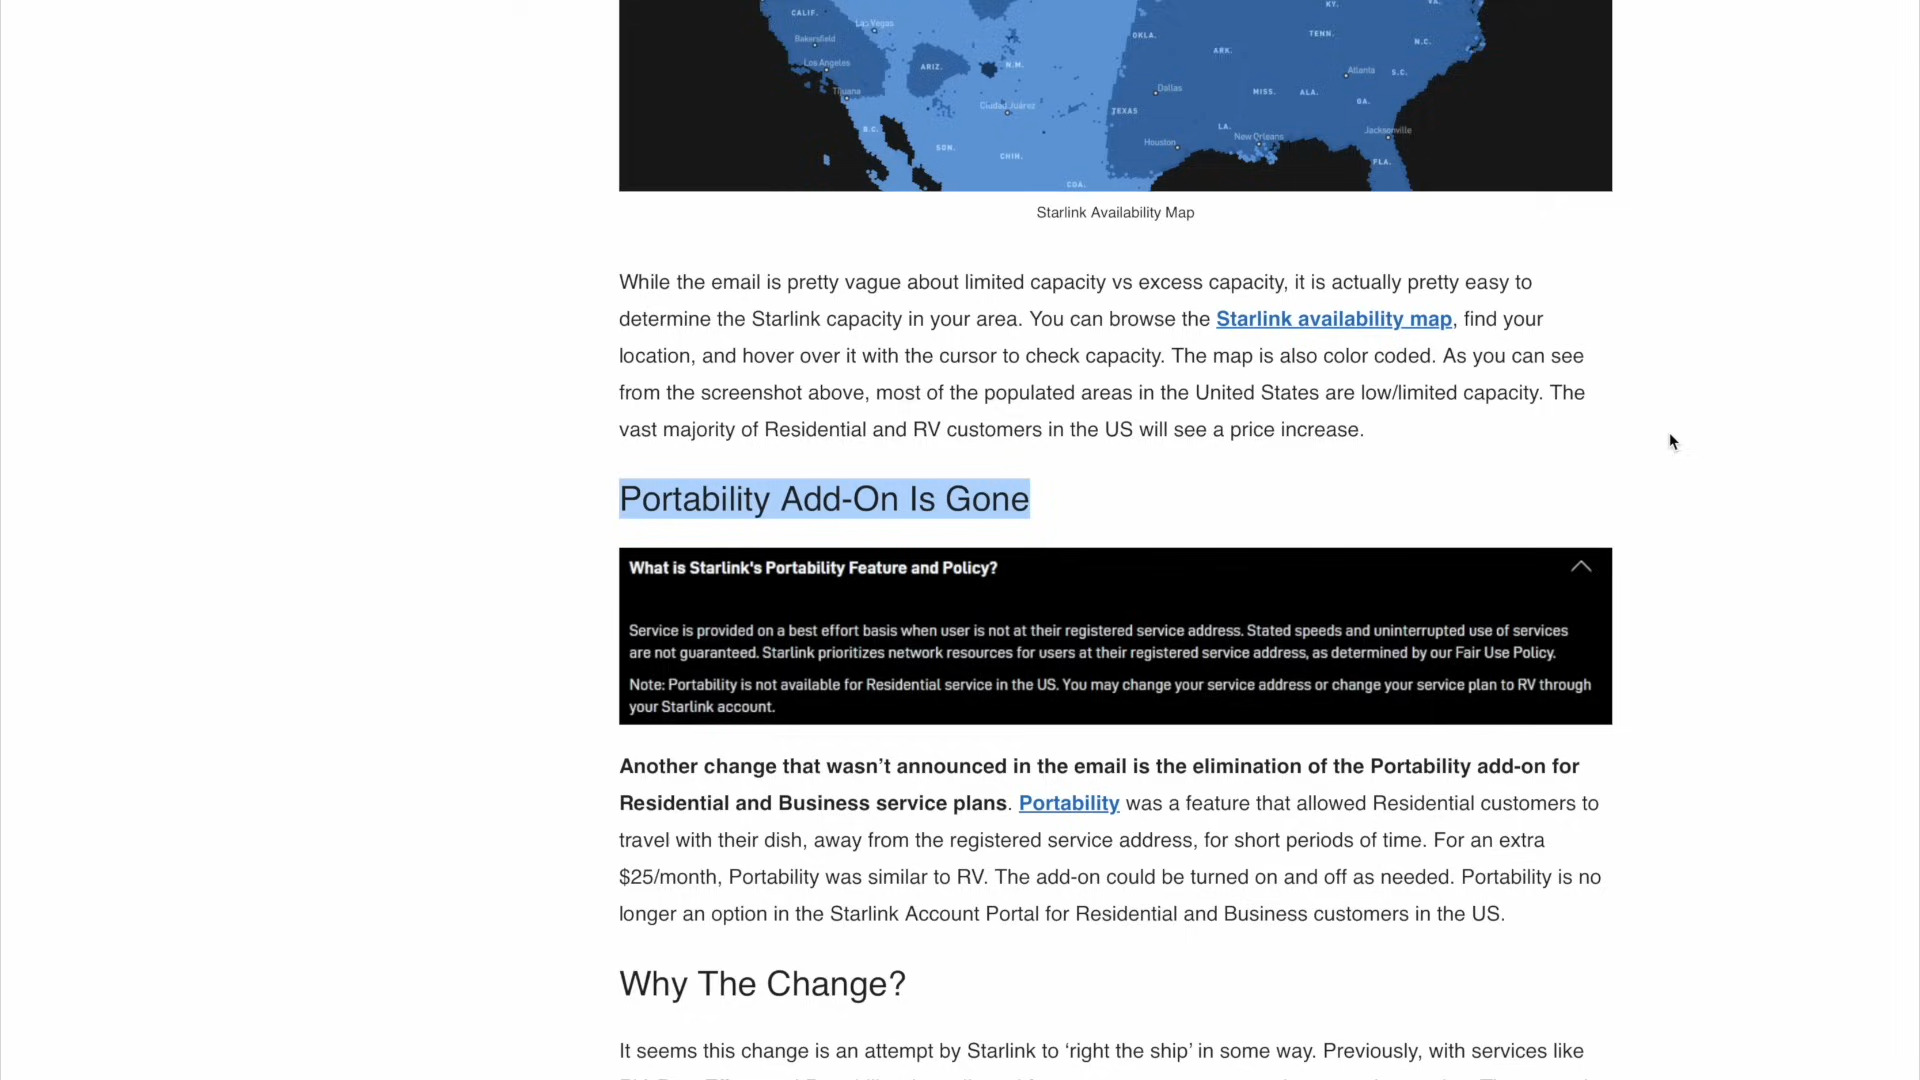 CALIF.
Las Vegas
Bakersfield
Los Angeles
Tijuana
ARIZ.
N.M.
Ciudad Juárez
B.C.
SON.
CHIN.
COA.
OKLA.
ARK.
KY.
VA.
TENN.
N.C.
Atlanta
S.C.
Dallas
MISS.
ALA.
GA.
TEXAS
LA.
Houston
New Orleans
Jacksonville
FLA.
Starlink Availability Map
While the email is pretty vague about limited capacity vs excess capacity, it is actually pretty easy to
determine the Starlink capacity in your area. You can browse the Starlink availability map, find your
location, and hover over it with the cursor to check capacity. The map is also color coded. As you can see
from the screenshot above, most of the populated areas in the United States are low/limited capacity. The
vast majority of Residential and RV customers in the US will see a price increase.
Portability Add-On Is Gone
What is Starlink's Portability Feature and Policy?
Service is provided on a best effort basis when user is not at their registered service address. Stated speeds and uninterrupted use of services
are not guaranteed. Starlink prioritizes network resources for users at their registered service address, as determined by our Fair Use Policy.
Note: Portability is not available for Residential service in the US. You may change your service address or change your service plan to RV through
your Starlink account.
Another change that wasn’t announced in the email is the elimination of the Portability add-on for
Residential and Business service plans. Portability was a feature that allowed Residential customers to
travel with their dish, away from the registered service address, for short periods of time. For an extra
$25/month, Portability was similar to RV. The add-on could be turned on and off as needed. Portability is no
longer an option in the Starlink Account Portal for Residential and Business customers in the US.
Why The Change?
It seems this change is an attempt by Starlink to ‘right the ship’ in some way. Previously, with services like